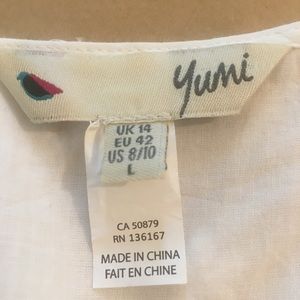 yumi
UK 14
EU 42
US 8/10
L
CA 50879
RN 136167
MADE IN CHINA
FAIT EN CHINE